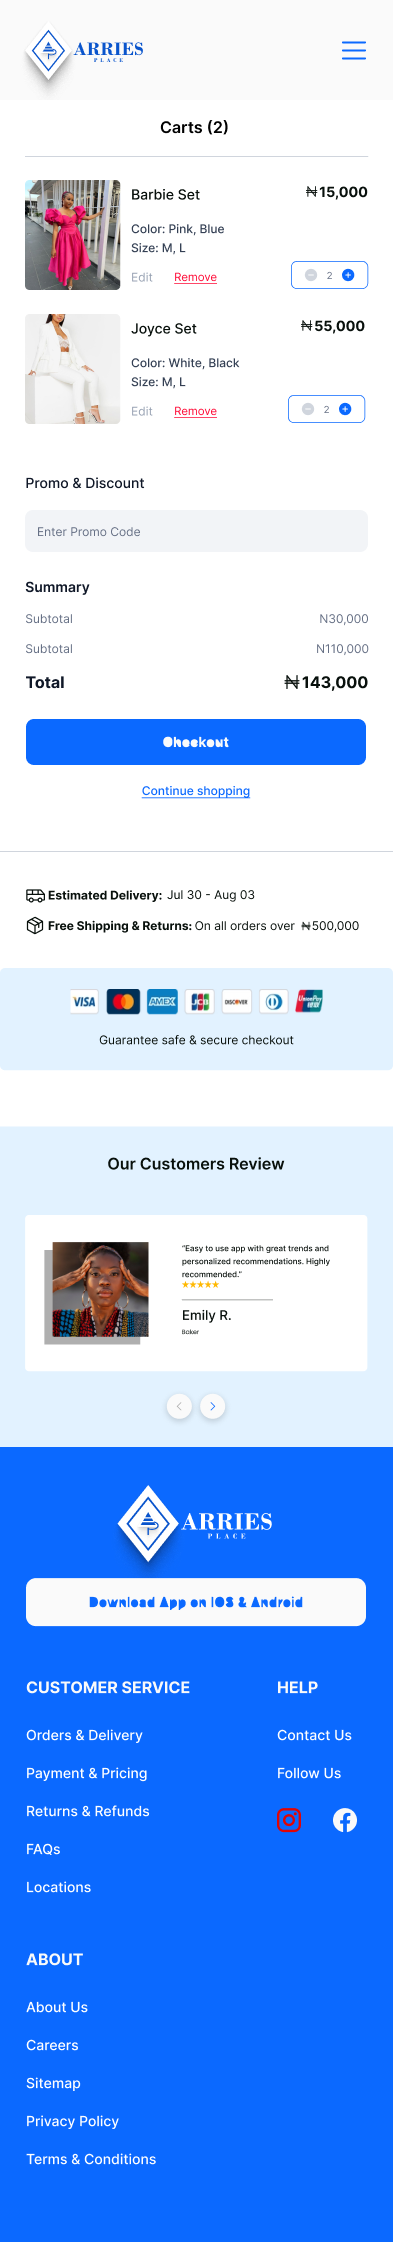 ARRIES
PLACE
Carts (2)
Barbie Set
₦15,000
Color: Pink, Blue
Size: M, L
Edit Remove
2
Joyce Set
₦55,000
Color: White, Black
Size: M, L
Edit Remove
2
Promo & Discount
Enter Promo Code
Summary
Subtotal N30,000
Subtotal N110,000
Total ₦143,000
Checkout
Continue shopping
Estimated Delivery: Jul 30 - Aug 03
Free Shipping & Returns: On all orders over ₦500,000
VISA AMEX JCB DISCOVER UnionPay
Guarantee safe & secure checkout
Our Customers Review
“Easy to use app with great trends and
personalized recommendations. Highly
recommended.”
Emily R.
Boker
ARRIES
PLACE
Download App on IOS & Android
CUSTOMER SERVICE
Orders & Delivery
Payment & Pricing
Returns & Refunds
FAQs
Locations
HELP
Contact Us
Follow Us
ABOUT
About Us
Careers
Sitemap
Privacy Policy
Terms & Conditions